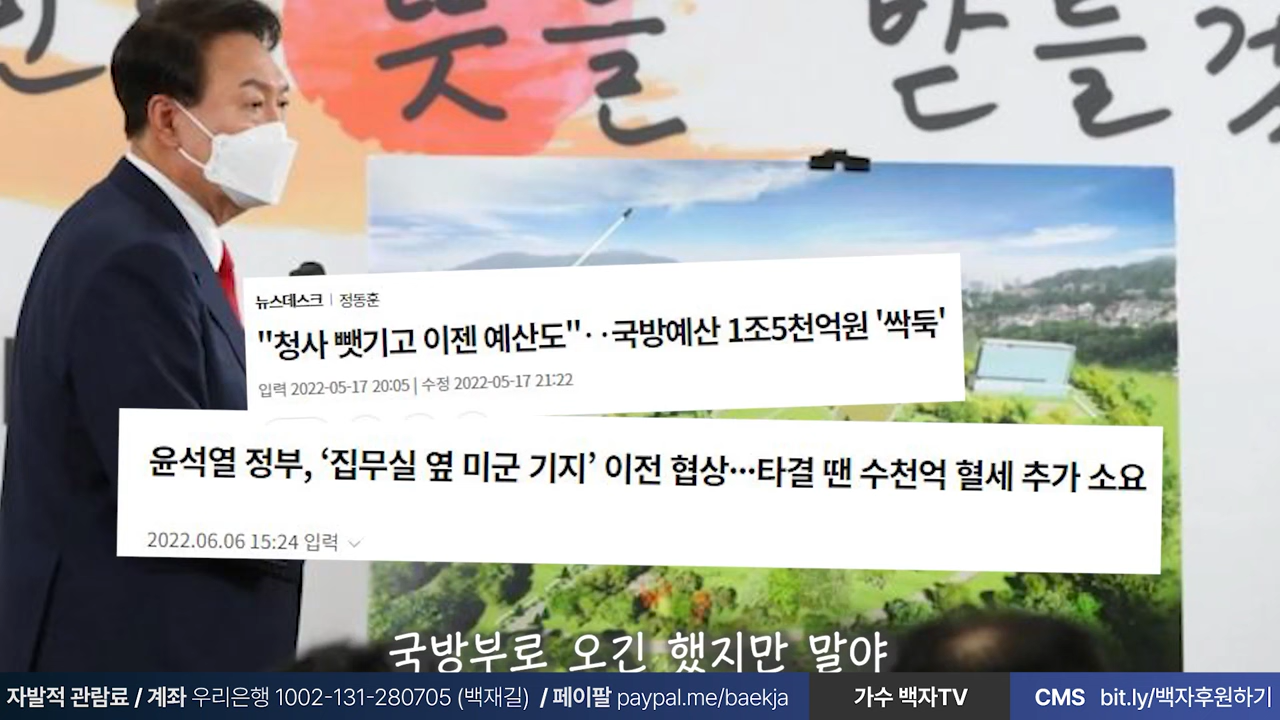 뜻을 받들
뉴스데스크 | 정동훈
"청사 뺏기고 이젠 예산도"‥국방예산 1조5천억원 '싹둑'
입력 2022-05-17 20:05 | 수정 2022-05-17 21:22
윤석열 정부, ‘집무실 옆 미군 기지’ 이전 협상…타결 땐 수천억 혈세 추가 소요
2022.06.06 15:24 입력
국방부로 오긴 했지만 말야
자발적 관람료 / 계좌 우리은행 1002-131-280705 (백재길) / 페이팔 paypal.me/baekja 가수 백자TV CMS bit.ly/백자후원하기